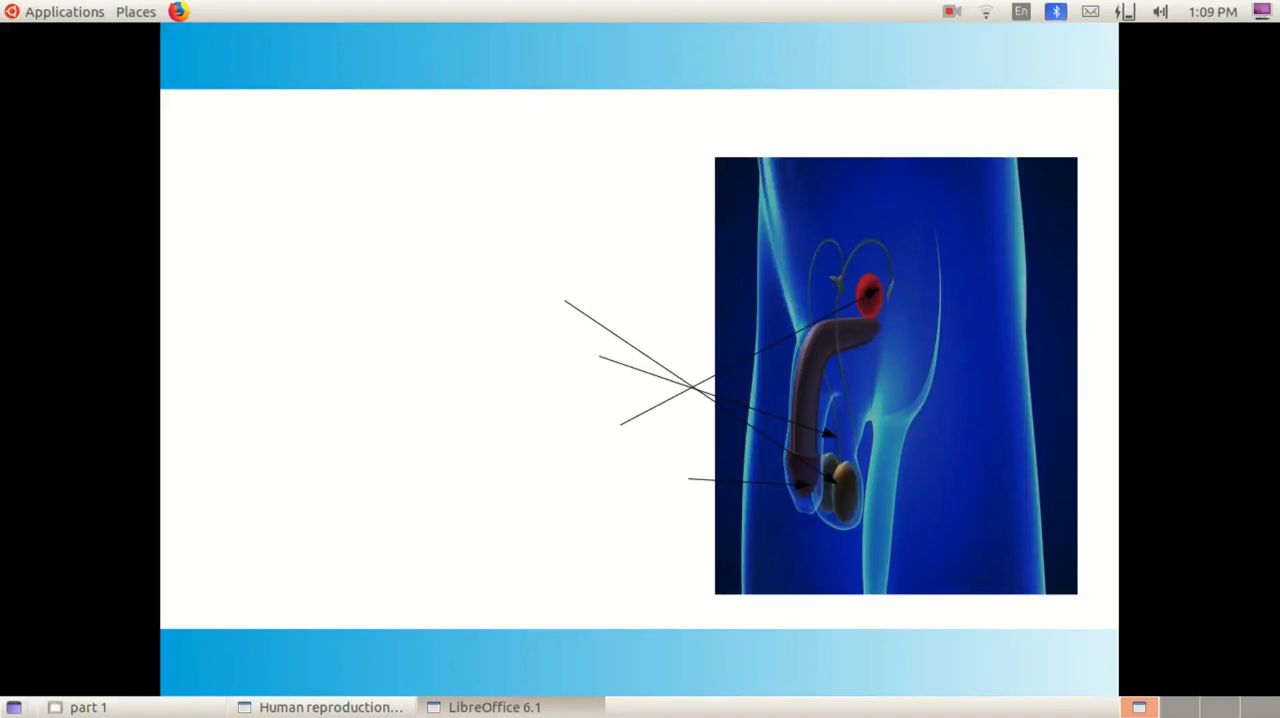 Applications Places En 1:09 PM
part 1 Human reproduction... LibreOffice 6.1